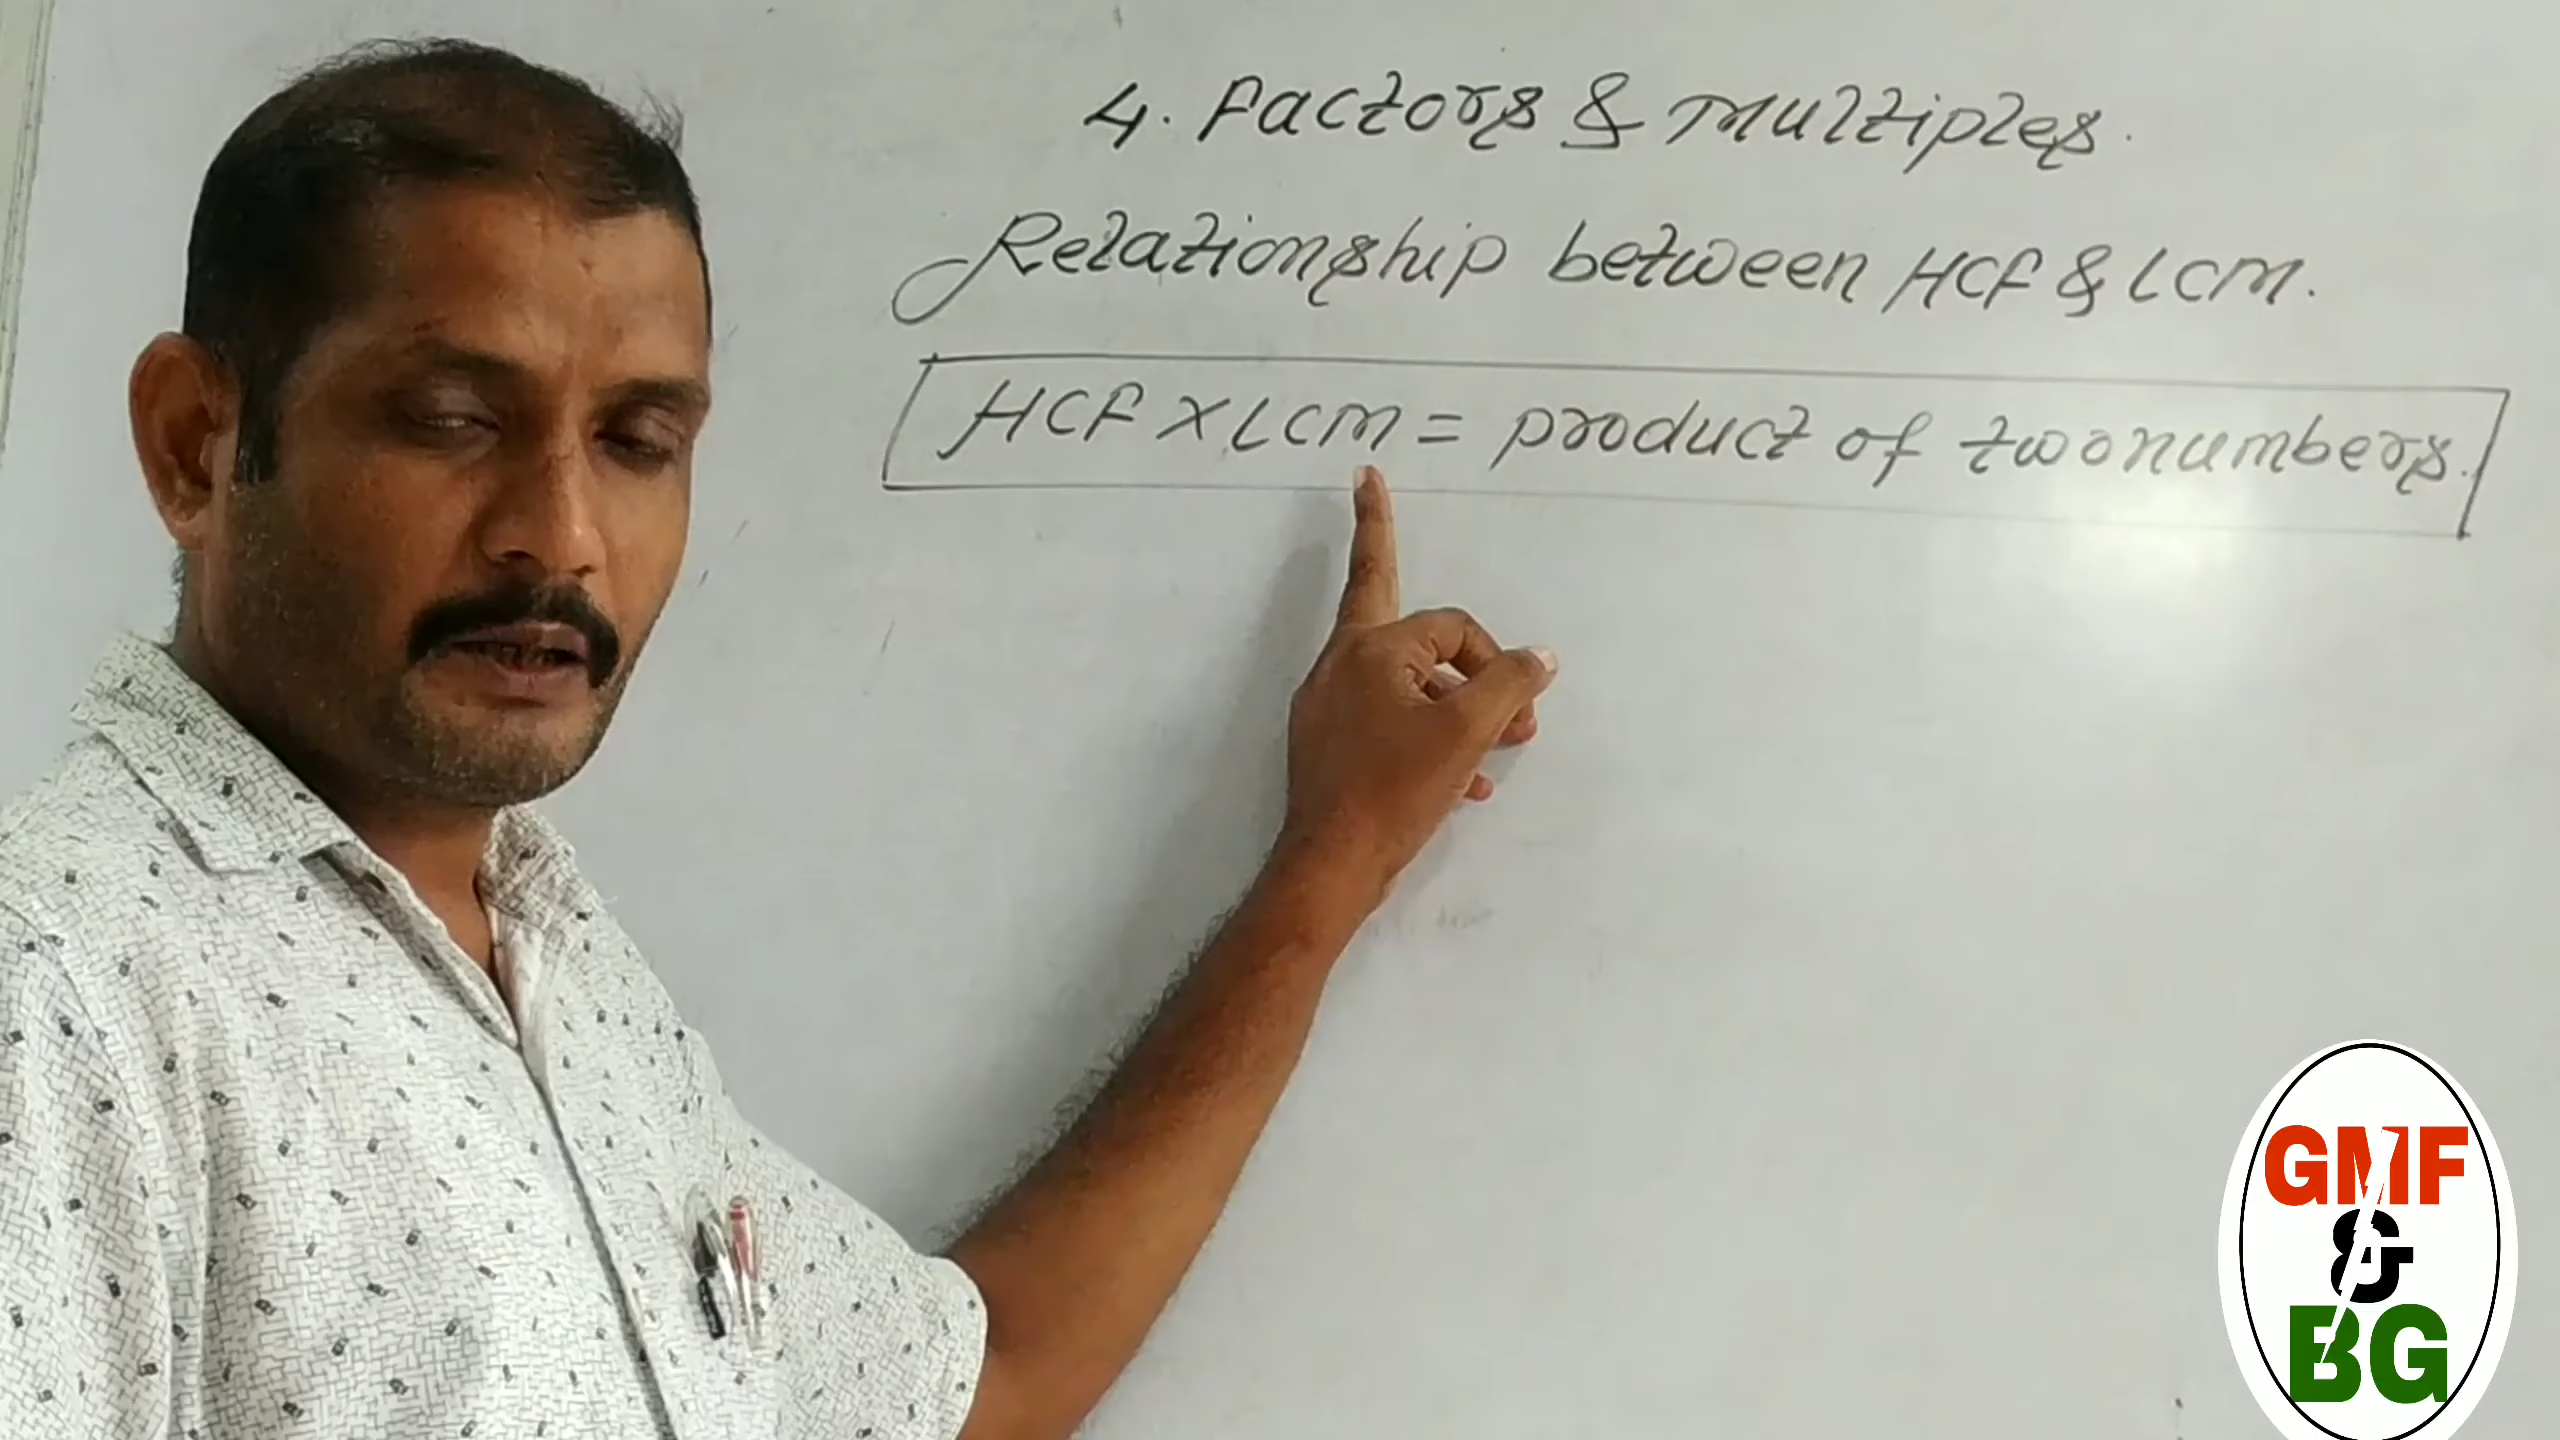 4. Factors & Multiples.
Relationship between HCF & LCM.
HCF X LCM = product of two numbers.
GMF
&
BG